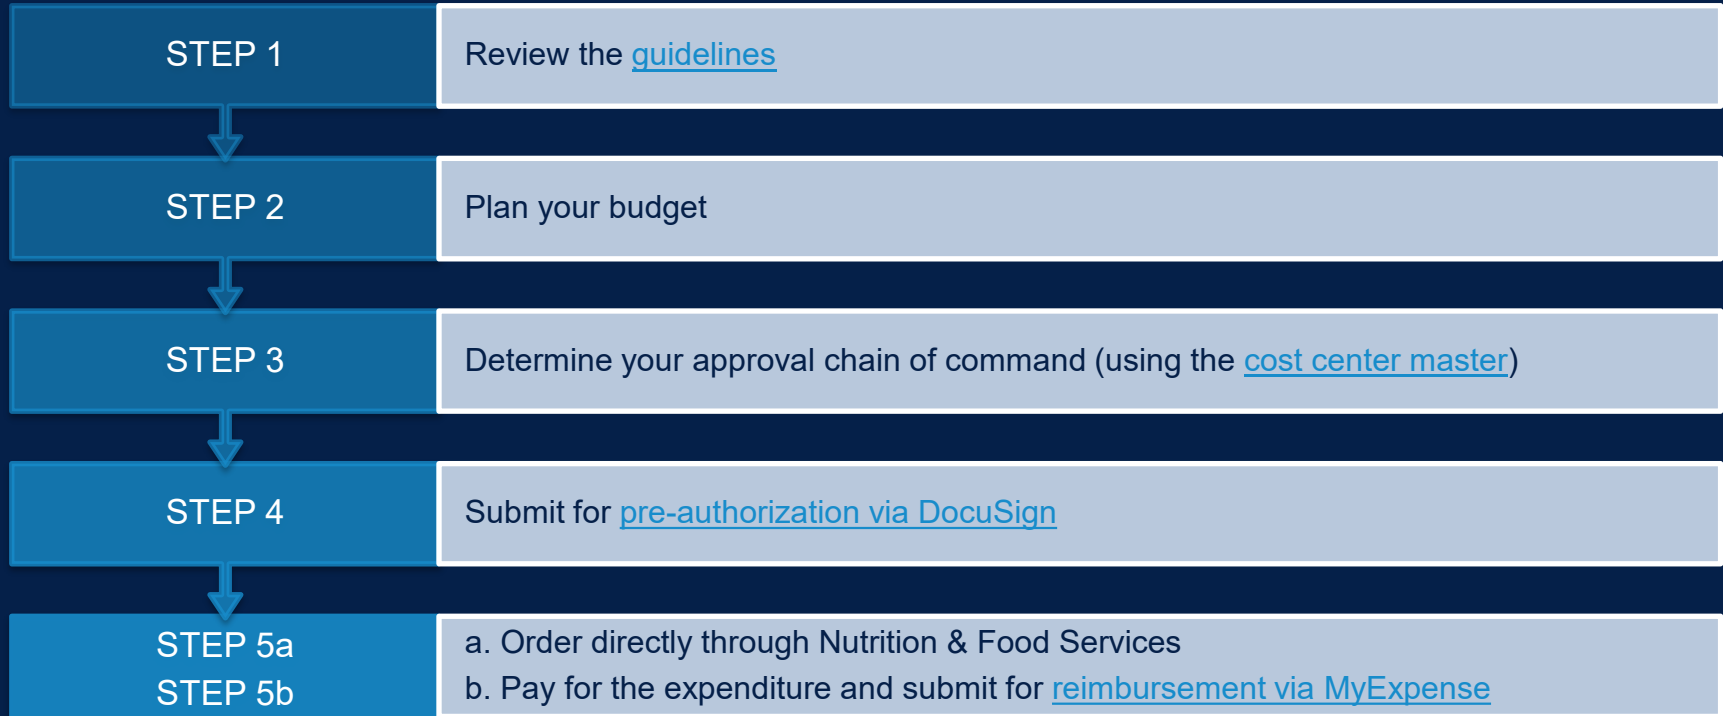 STEP 1
Review the guidelines
STEP 2
Plan your budget
STEP 3
Determine your approval chain of command (using the cost center master)
STEP 4
Submit for pre-authorization via DocuSign
STEP 5a
STEP 5b
a. Order directly through Nutrition & Food Services
b. Pay for the expenditure and submit for reimbursement via MyExpense